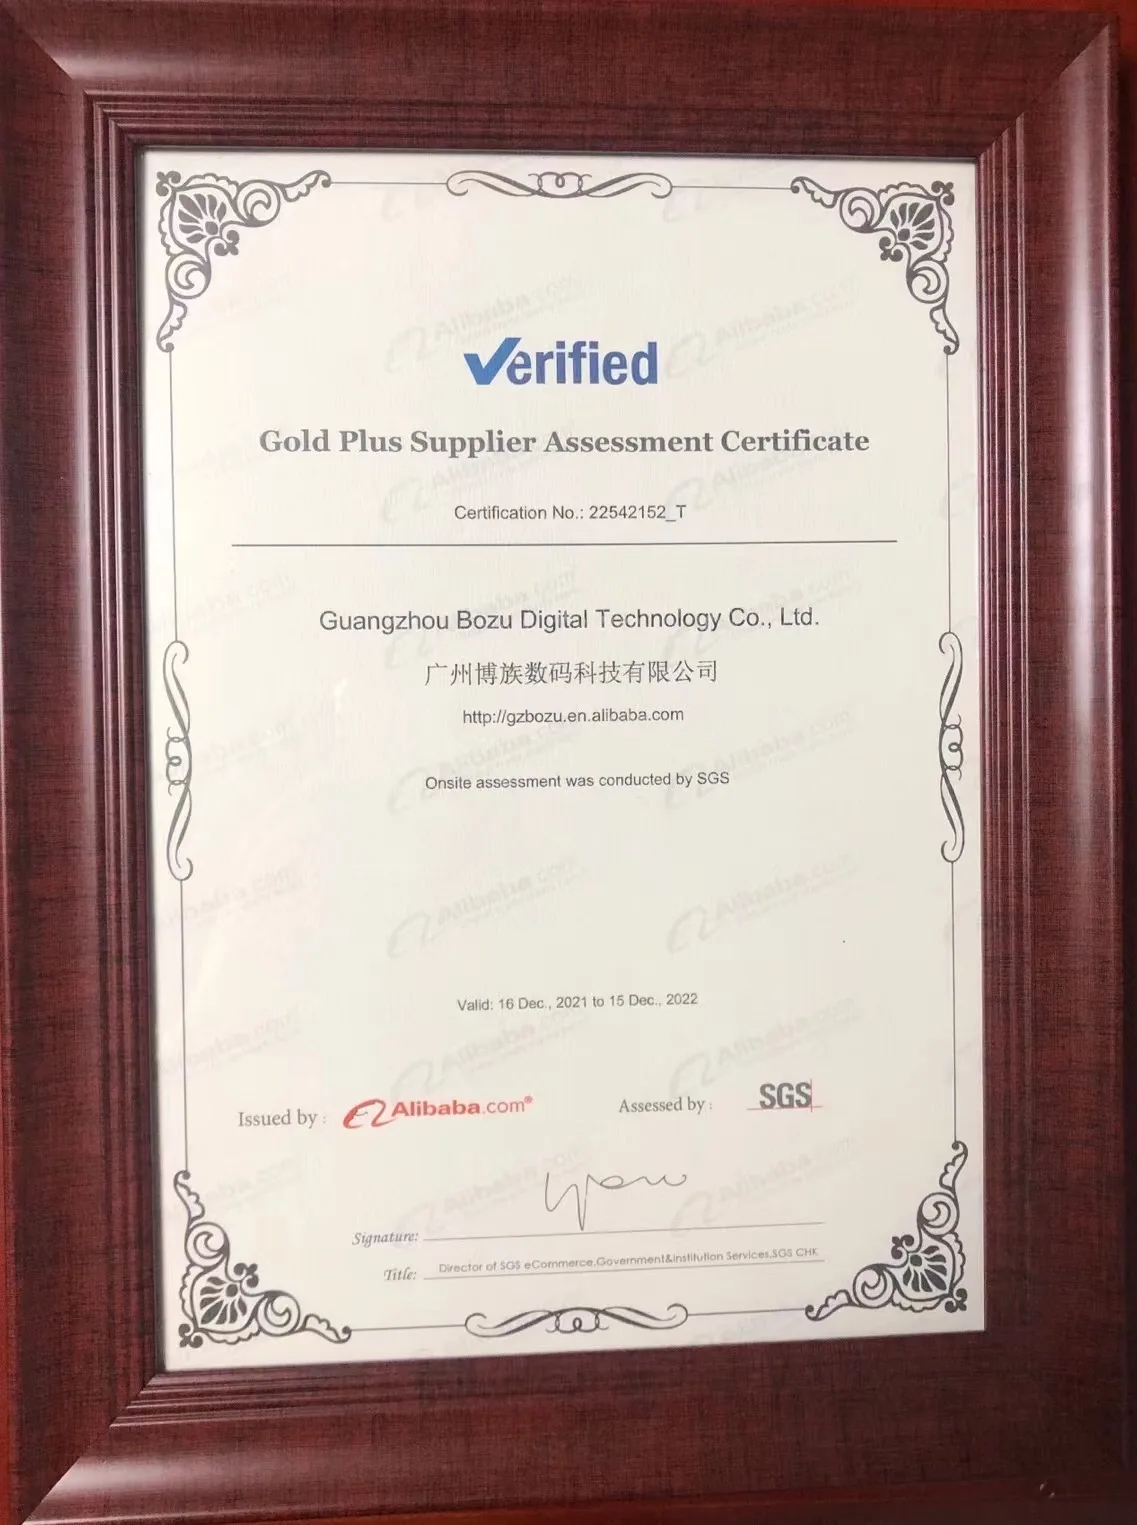 Verified
Gold Plus Supplier Assessment Certificate
Certification No.: 22542152_T
Guangzhou Bozu Digital Technology Co., Ltd.
广州博族数码科技有限公司
http://gzbozu.en.alibaba.com
Onsite assessment was conducted by SGS
Valid: 16 Dec., 2021 to 15 Dec., 2022
Issued by : Alibaba.com® Assessed by : SGS
Signature:
Title: Director of SGS eCommerce,Government&Institution Services,SGS CHK